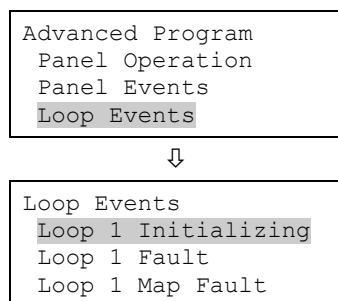 Advanced Program
Panel Operation
Panel Events
Loop Events
⇩
Loop Events
Loop 1 Initializing
Loop 1 Fault
Loop 1 Map Fault